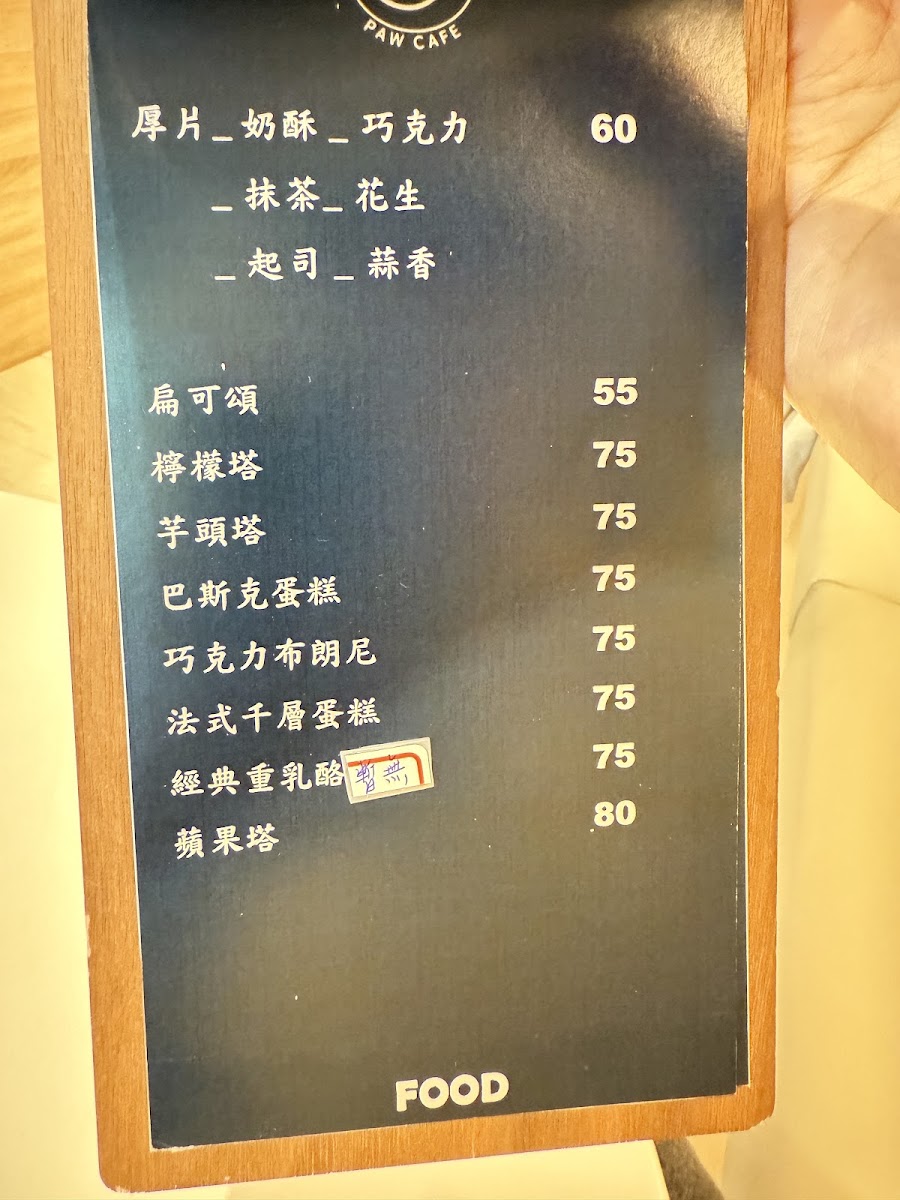 PAW CAFE
厚片_奶酥_巧克力 60
_抹茶_花生
_起司_蒜香
扁可頌 55
檸檬塔 75
芋頭塔 75
巴斯克蛋糕 75
巧克力布朗尼 75
法式千層蛋糕 75
經典重乳酪 暫無 75
蘋果塔 80
FOOD